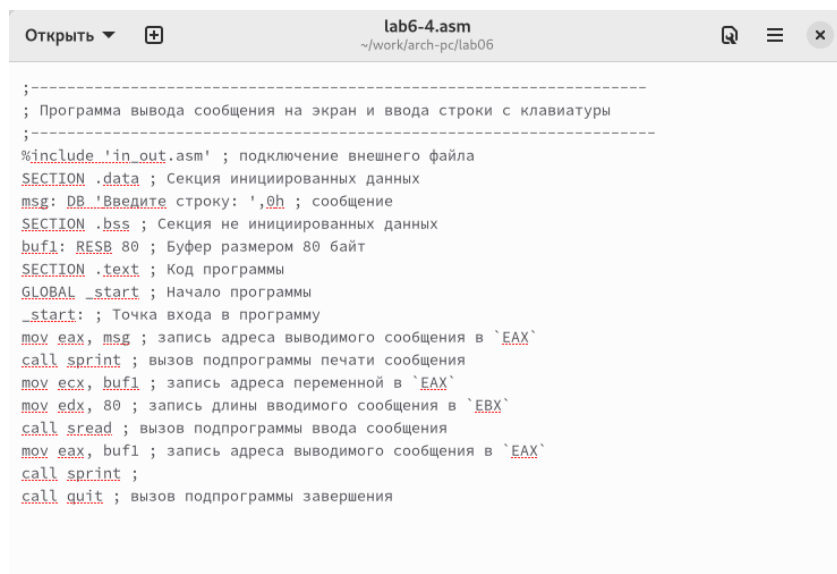 Открыть
lab6-4.asm
~/work/arch-pc/lab06
;--------------------------------------------------------------------
; Программа вывода сообщения на экран и ввода строки с клавиатуры
;---------------------------------------------------------------------
%include 'in_out.asm' ; подключение внешнего файла
SECTION .data ; Секция инициированных данных
msg: DB 'Введите строку: ',0h ; сообщение
SECTION .bss ; Секция не инициированных данных
buf1: RESB 80 ; Буфер размером 80 байт
SECTION .text ; Код программы
GLOBAL _start ; Начало программы
_start: ; Точка входа в программу
mov eax, msg ; запись адреса выводимого сообщения в `EAX`
call sprint ; вызов подпрограммы печати сообщения
mov ecx, buf1 ; запись адреса переменной в `EAX`
mov edx, 80 ; запись длины вводимого сообщения в `EBX`
call sread ; вызов подпрограммы ввода сообщения
mov eax, buf1 ; запись адреса выводимого сообщения в `EAX`
call sprint ;
call quit ; вызов подпрограммы завершения